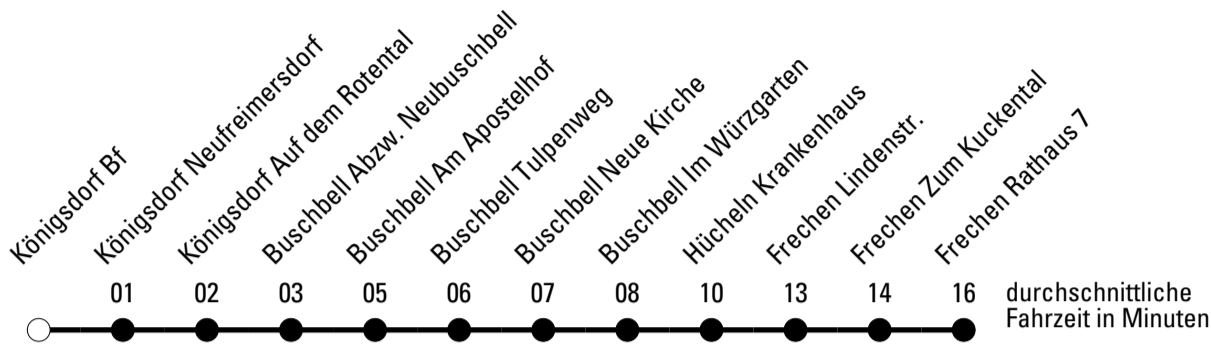 Königsdorf Bf
Königsdorf Neufreimersdorf
Königsdorf Auf dem Rotental
Buschbell Abzw. Neubuschbell
Buschbell Am Apostelhof
Buschbell Tulpenweg
Buschbell Neue Kirche
Buschbell Im Würzgarten
Hücheln Krankenhaus
Frechen Lindenstr.
Frechen Zum Kuckental
Frechen Rathaus 7
01 02 03 05 06 07 08 10 13 14 16
durchschnittliche
Fahrzeit in Minuten